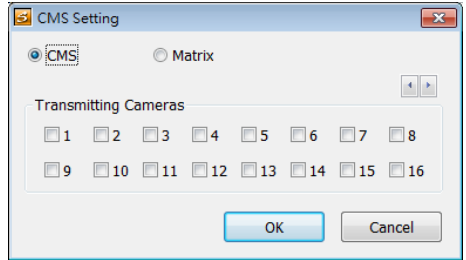 CMS Setting
CMS Matrix
Transmitting Cameras
1 2 3 4 5 6 7 8
9 10 11 12 13 14 15 16
OK Cancel